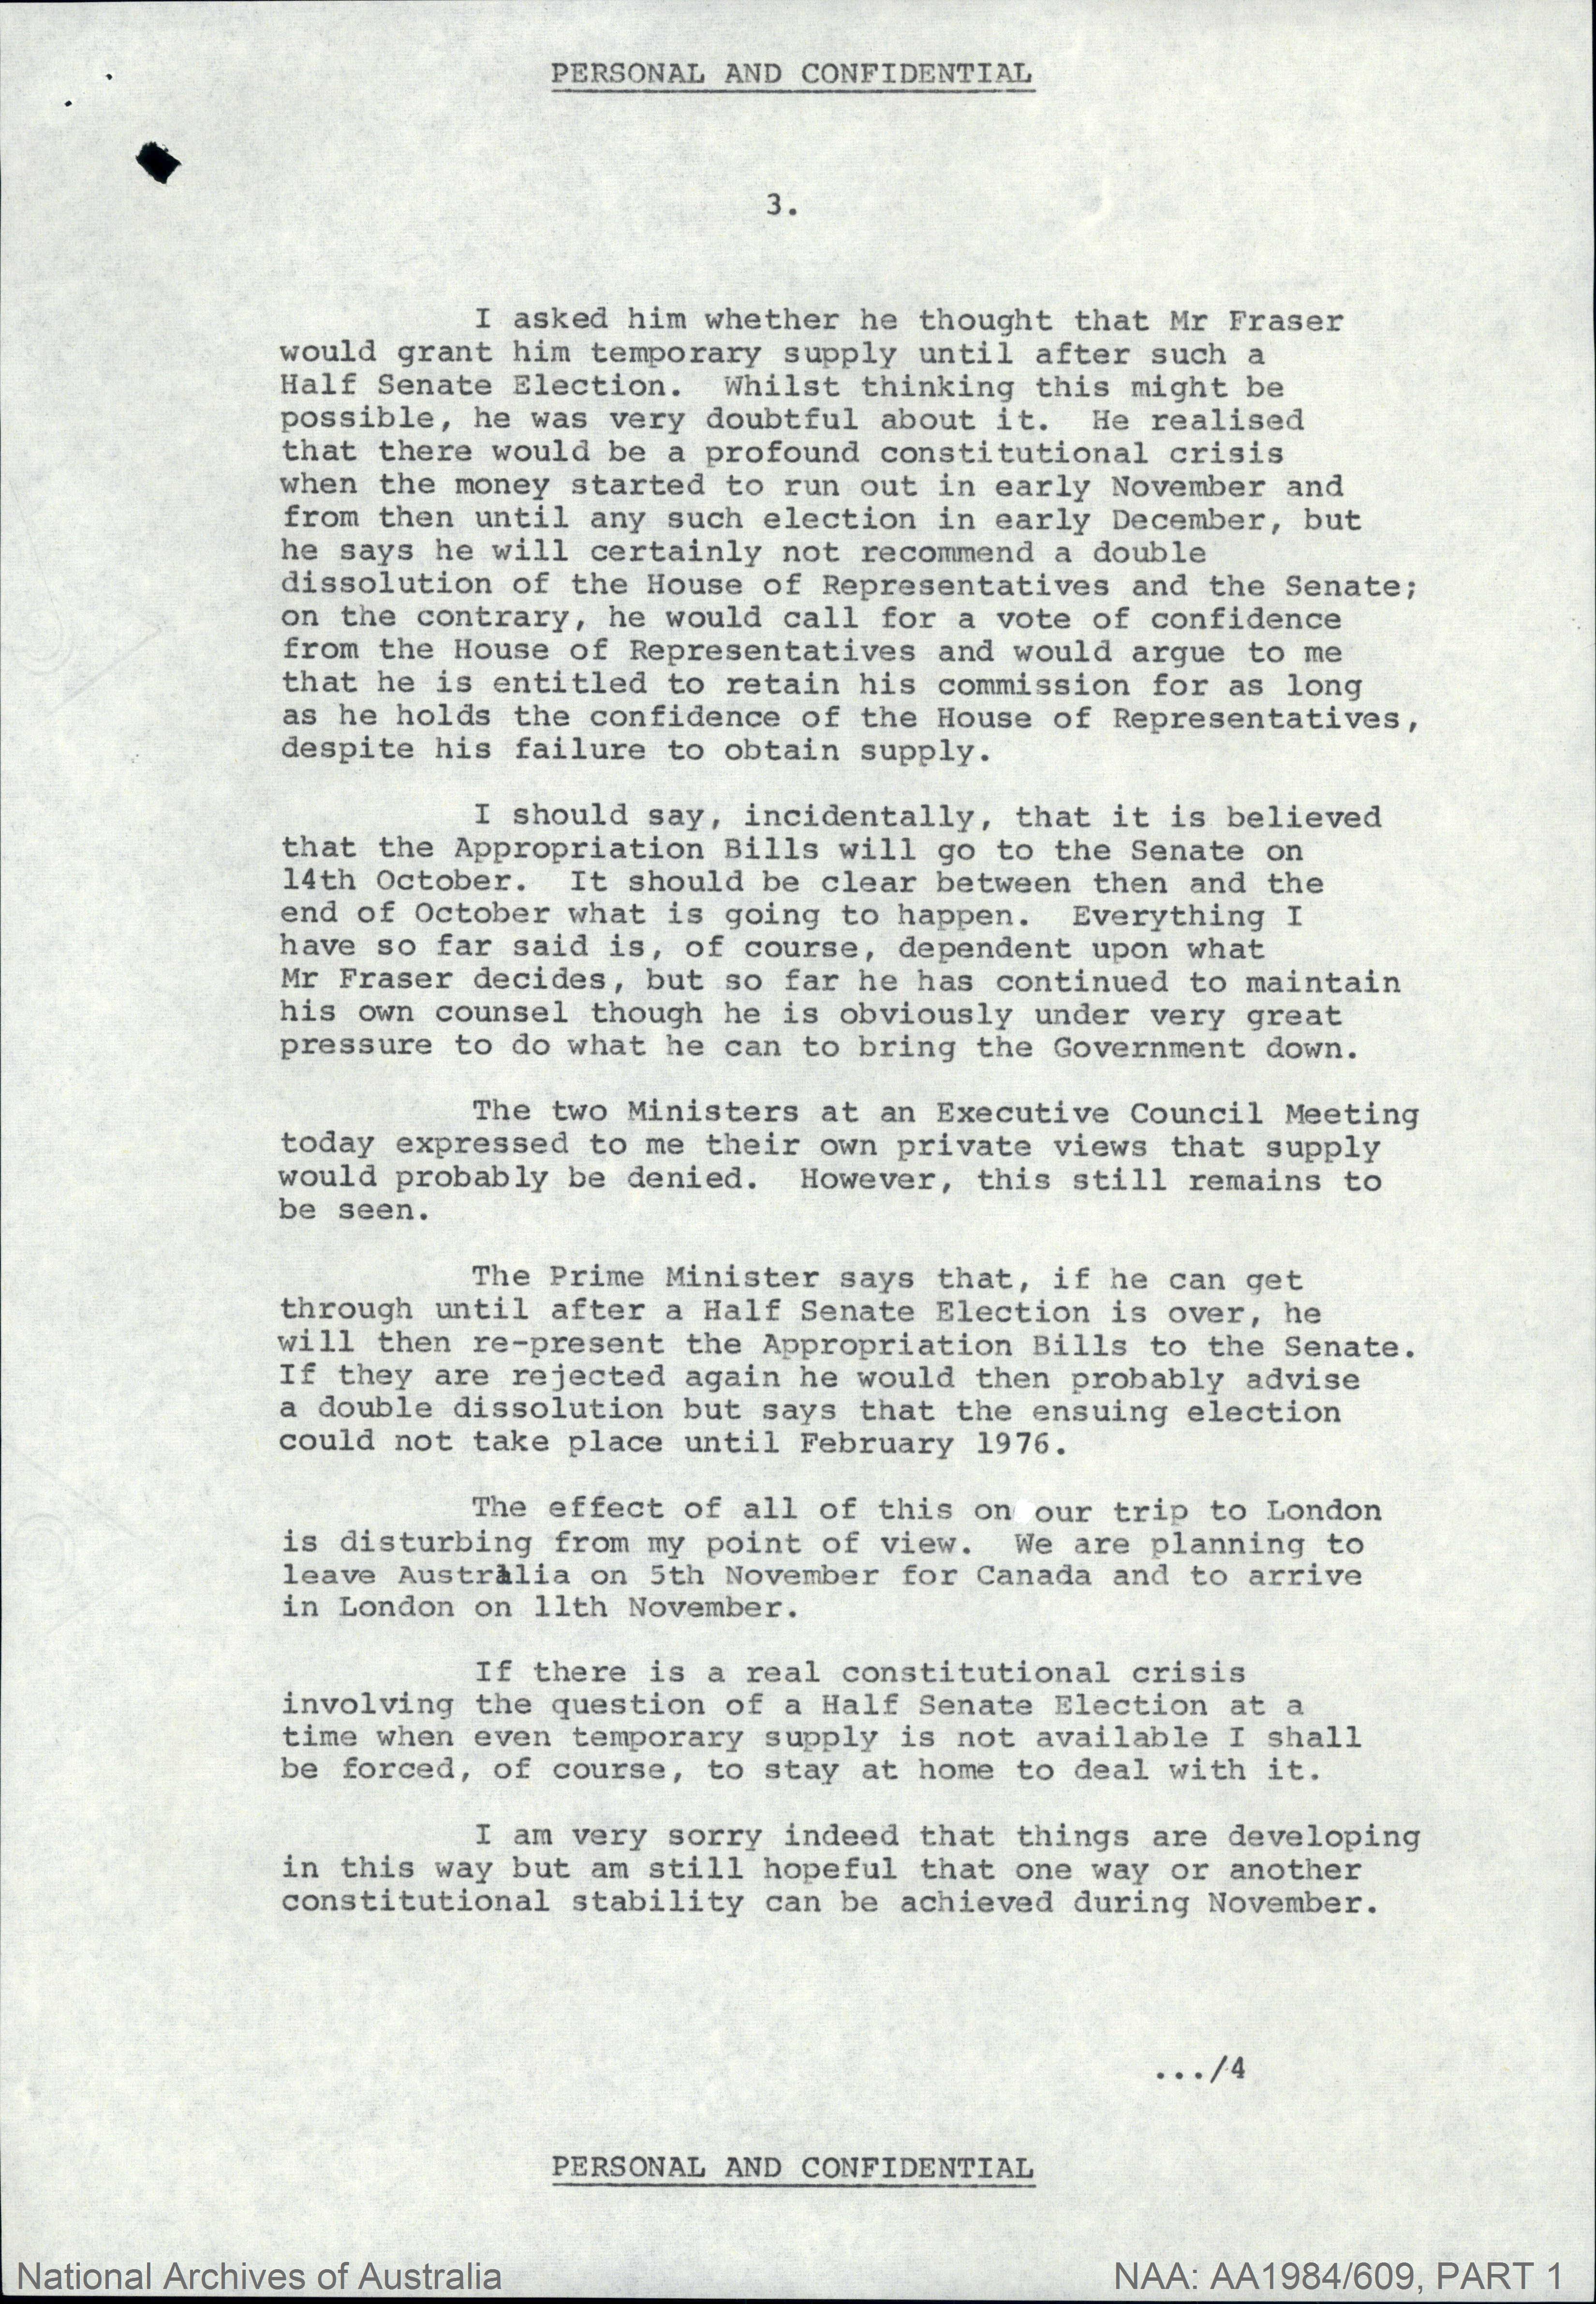 PERSONAL AND CONFIDENTIAL
3.
I asked him whether he thought that Mr Fraser
would grant him temporary supply until after such a
Half Senate Election. Whilst thinking this might be
possible, he was very doubtful about it. He realised
that there would be a profound constitutional crisis
when the money started to run out in early November and
from then until any such election in early December, but
he says he will certainly not recommend a double
dissolution of the House of Representatives and the Senate;
on the contrary, he would call for a vote of confidence
from the House of Representatives and would argue to me
that he is entitled to retain his commission for as long
as he holds the confidence of the House of Representatives,
despite his failure to obtain supply.
I should say, incidentally, that it is believed
that the Appropriation Bills will go to the Senate on
14th October. It should be clear between then and the
end of October what is going to happen. Everything I
have so far said is, of course, dependent upon what
Mr Fraser decides, but so far he has continued to maintain
his own counsel though he is obviously under very great
pressure to do what he can to bring the Government down.
The two Ministers at an Executive Council Meeting
today expressed to me their own private views that supply
would probably be denied. However, this still remains to
be seen.
The Prime Minister says that, if he can get
through until after a Half Senate Election is over, he
will then re-present the Appropriation Bills to the Senate.
If they are rejected again he would then probably advise
a double dissolution but says that the ensuing election
could not take place until February 1976.
The effect of all of this on our trip to London
is disturbing from my point of view. We are planning to
leave Australia on 5th November for Canada and to arrive
in London on 11th November.
If there is a real constitutional crisis
involving the question of a Half Senate Election at a
time when even temporary supply is not available I shall
be forced, of course, to stay at home to deal with it.
I am very sorry indeed that things are developing
in this way but am still hopeful that one way or another
constitutional stability can be achieved during November.
.../4
PERSONAL AND CONFIDENTIAL
National Archives of Australia
NAA: AA1984/609, PART 1